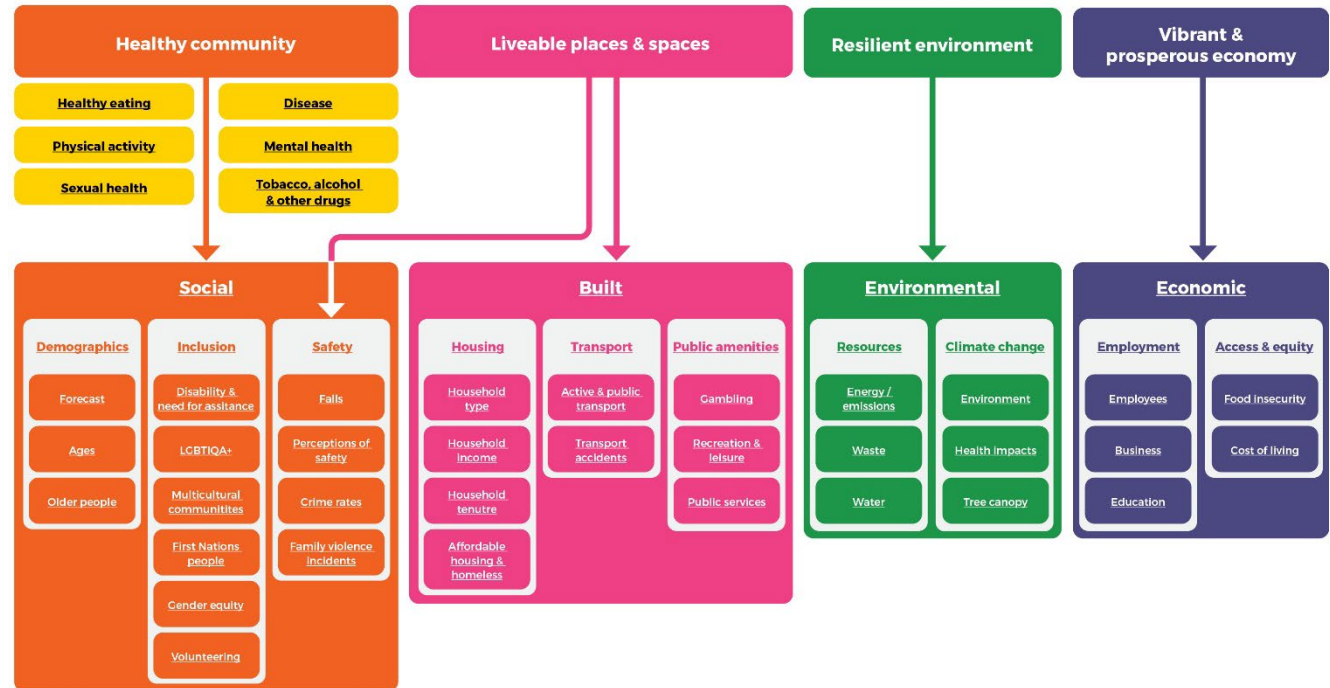 Healthy community
Healthy eating
Disease
Physical activity
Mental health
Sexual health
Tobacco, alcohol
& other drugs
Liveable places & spaces
Resilient environment
Vibrant &
prosperous economy
Social
Demographics
Forecast
Ages
Older people
Inclusion
Disability &
need for assitance
LGBTIQA+
Multicultural
communitites
First Nations
people
Gender equity
Volunteering
Safety
Falls
Perceptions of
safety
Crime rates
Family violence
incidents
Built
Housing
Household
type
Household
income
Household
tenutre
Affordable
housing &
homeless
Transport
Active & public
transport
Transport
accidents
Public amenities
Gambling
Recreation &
leisure
Public services
Environmental
Resources
Energy /
emissions
Waste
Water
Climate change
Environment
Health impacts
Tree canopy
Economic
Employment
Employees
Business
Education
Access & equity
Food insecurity
Cost of living